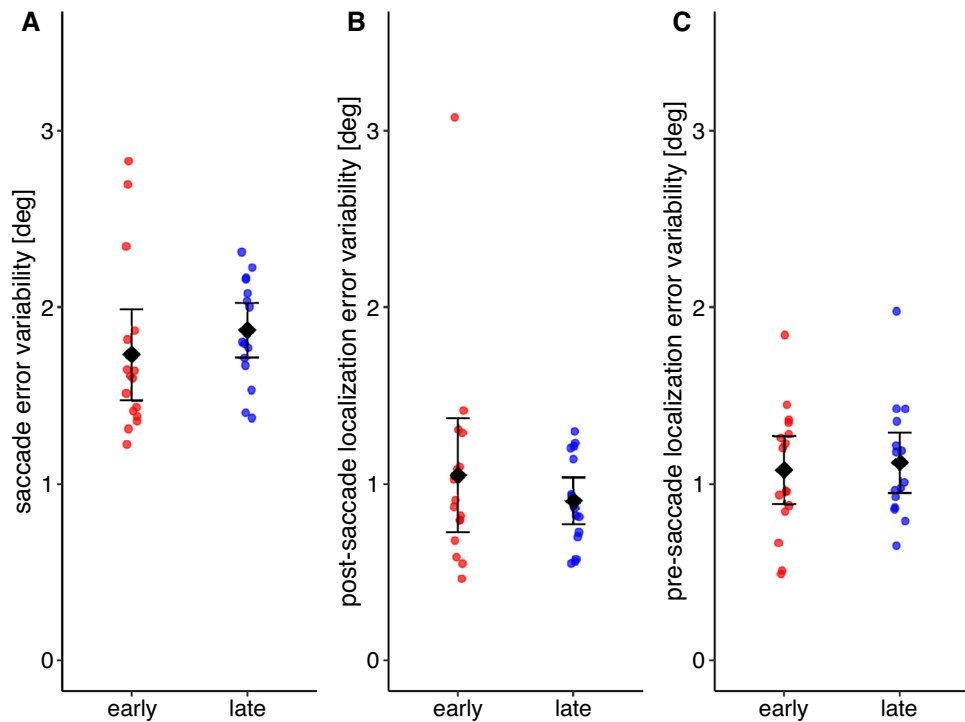 A
saccade error variability [deg]
3
2
1
0
early late
B
post-saccade localization error variability [deg]
3
2
1
0
early late
C
pre-saccade localization error variability [deg]
3
2
1
0
early late